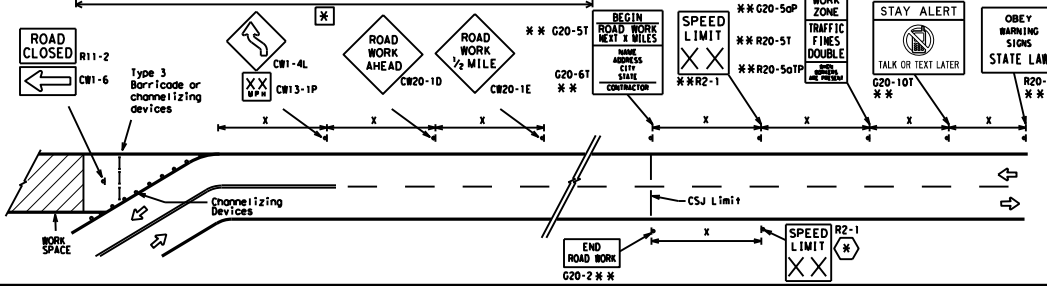 *
ROAD
CLOSED
R11-2
CW1-6
Type 3
Barricade or
channelizing
devices
CW1-4L
XX
MPH
CW13-1P
ROAD
WORK
AHEAD
CW20-1D
ROAD
WORK
1/2 MILE
CW20-1E
** G20-5T
BEGIN
ROAD WORK
NEXT X MILES
NAME
ADDRESS
CITY
STATE
CONTRACTOR
G20-6T
**
SPEED
LIMIT
XX
**R2-1
**G20-5aP
WORK
ZONE
**R20-5T
TRAFFIC
FINES
DOUBLE
**R20-5aTP
WHEN
WORKERS
ARE PRESENT
STAY ALERT
TALK OR TEXT LATER
G20-10T
**
OBEY
WARNING
SIGNS
STATE LAW
R20-
**
X X X X X X X
Channelizing
Devices
WORK
SPACE
CSJ Limit
X
END
ROAD WORK
G20-2 **
SPEED
LIMIT
XX
R2-1
*